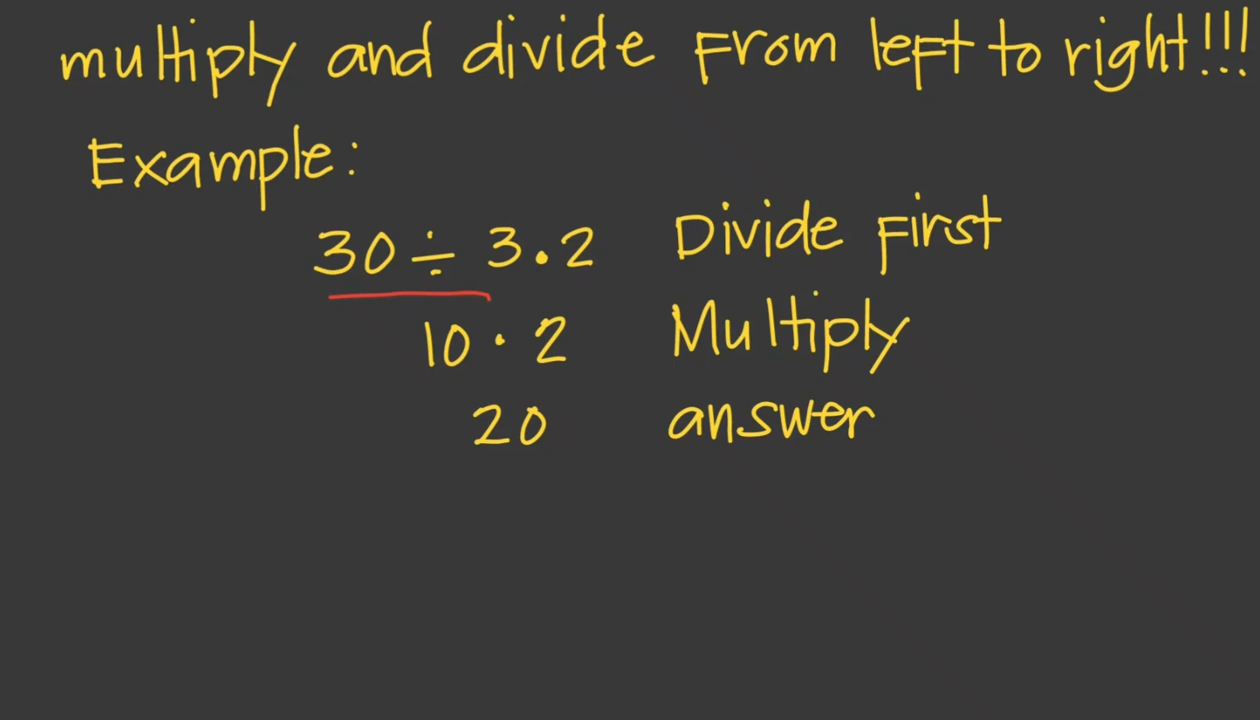 multiply and divide from left to right!!!
Example:
30 ÷ 3 . 2 Divide First
10 · 2 Multiply
20 answer